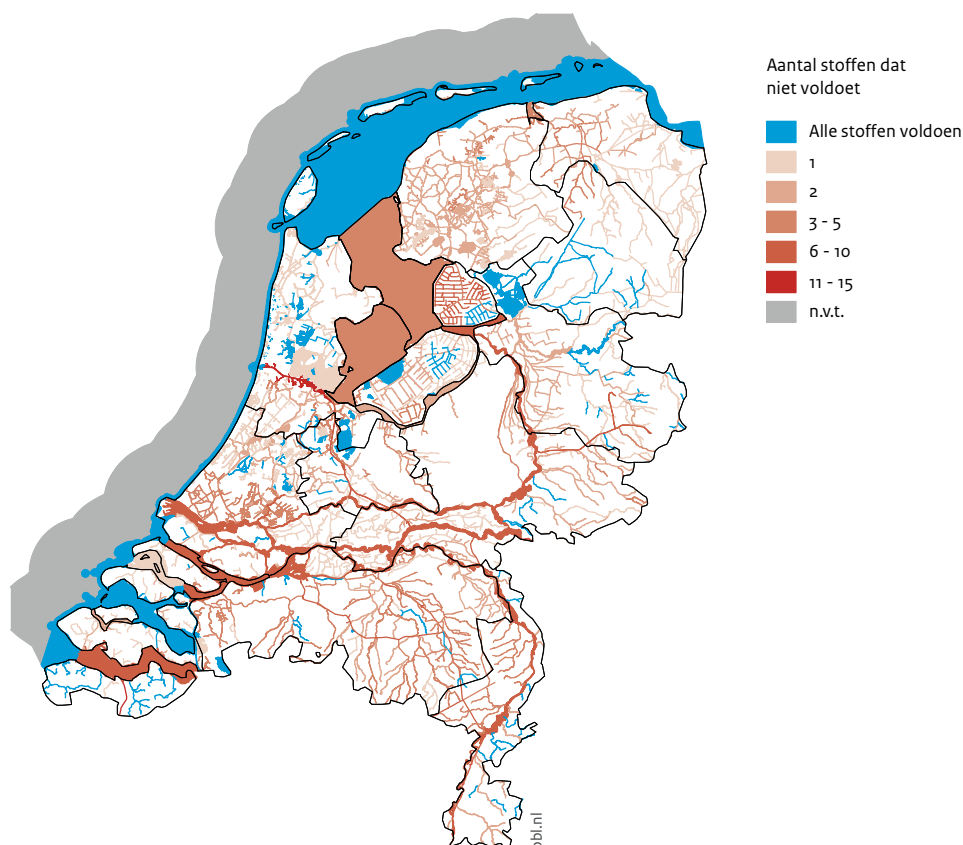 Aantal stoffen dat
niet voldoet
Alle stoffen voldoen
1
2
3 - 5
6 - 10
11 - 15
n.v.t.
pbl.nl